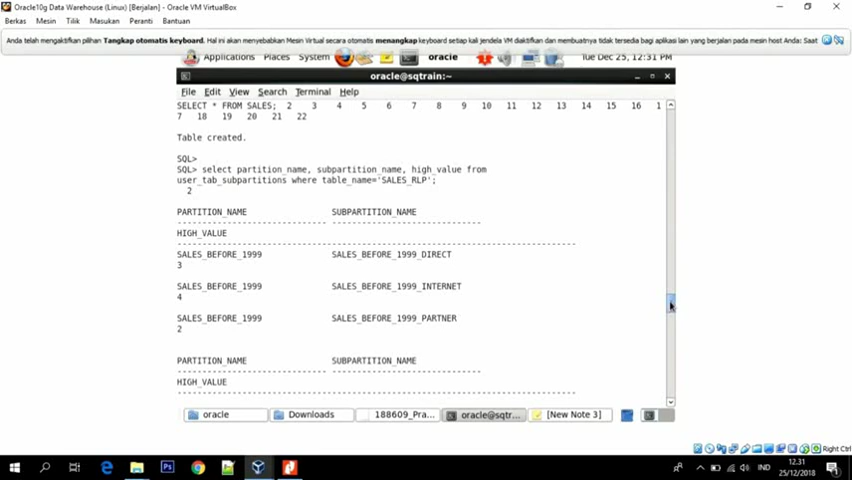 Oracle10g Data Warehouse (Linux) [Berjalan] - Oracle VM VirtualBox
Berkas Mesin Tilik Masukan Peranti Bantuan
Anda telah mengaktifkan pilihan Tangkap otomatis keyboard. Hal ini akan menyebabkan Mesin Virtual secara otomatis menangkap keyboard setiap kali jendela VM diaktifkan dan membuatnya tidak tersedia bagi aplikasi lain yang berjalan pada mesin host Anda: Saat
Applications Places System oracle Tue Dec 25, 12:31 PM
oracle@sqtrain:~
File Edit View Search Terminal Help
SELECT * FROM SALES; 2 3 4 5 6 7 8 9 10 11 12 13 14 15 16 1
7 18 19 20 21 22
Table created.
SQL>
SQL> select partition_name, subpartition_name, high_value from
user_tab_subpartitions where table_name='SALES_RLP';
2
PARTITION_NAME SUBPARTITION_NAME
------------------------------ ------------------------------
HIGH_VALUE
--------------------------------------------------------------------------------
SALES_BEFORE_1999 SALES_BEFORE_1999_DIRECT
3
SALES_BEFORE_1999 SALES_BEFORE_1999_INTERNET
4
SALES_BEFORE_1999 SALES_BEFORE_1999_PARTNER
2
PARTITION_NAME SUBPARTITION_NAME
------------------------------ ------------------------------
HIGH_VALUE
--------------------------------------------------------------------------------
oracle Downloads 188609_Pra... oracle@sqtr... [New Note 3]
Right Ctrl
IND 12.31
25/12/2018